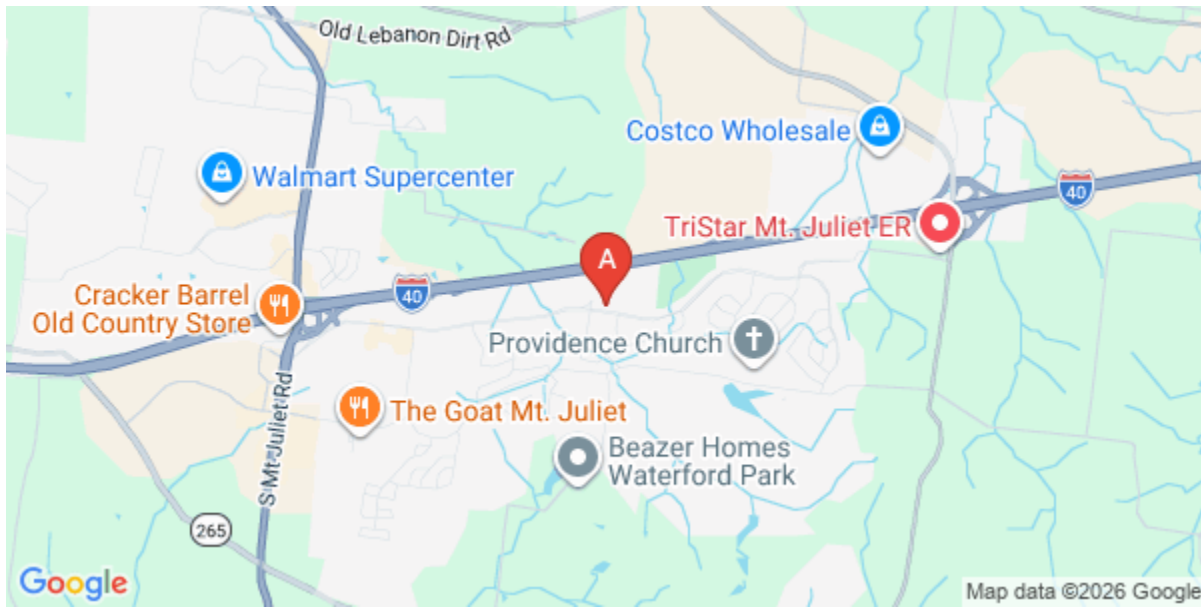 Old Lebanon Dirt Rd
Costco Wholesale
Walmart Supercenter
40
TriStar Mt. Juliet ER
A
40
Cracker Barrel
Old Country Store
Providence Church
The Goat Mt. Juliet
S Mt Juliet Rd
Beazer Homes
Waterford Park
265
Google
Map data ©2026 Google